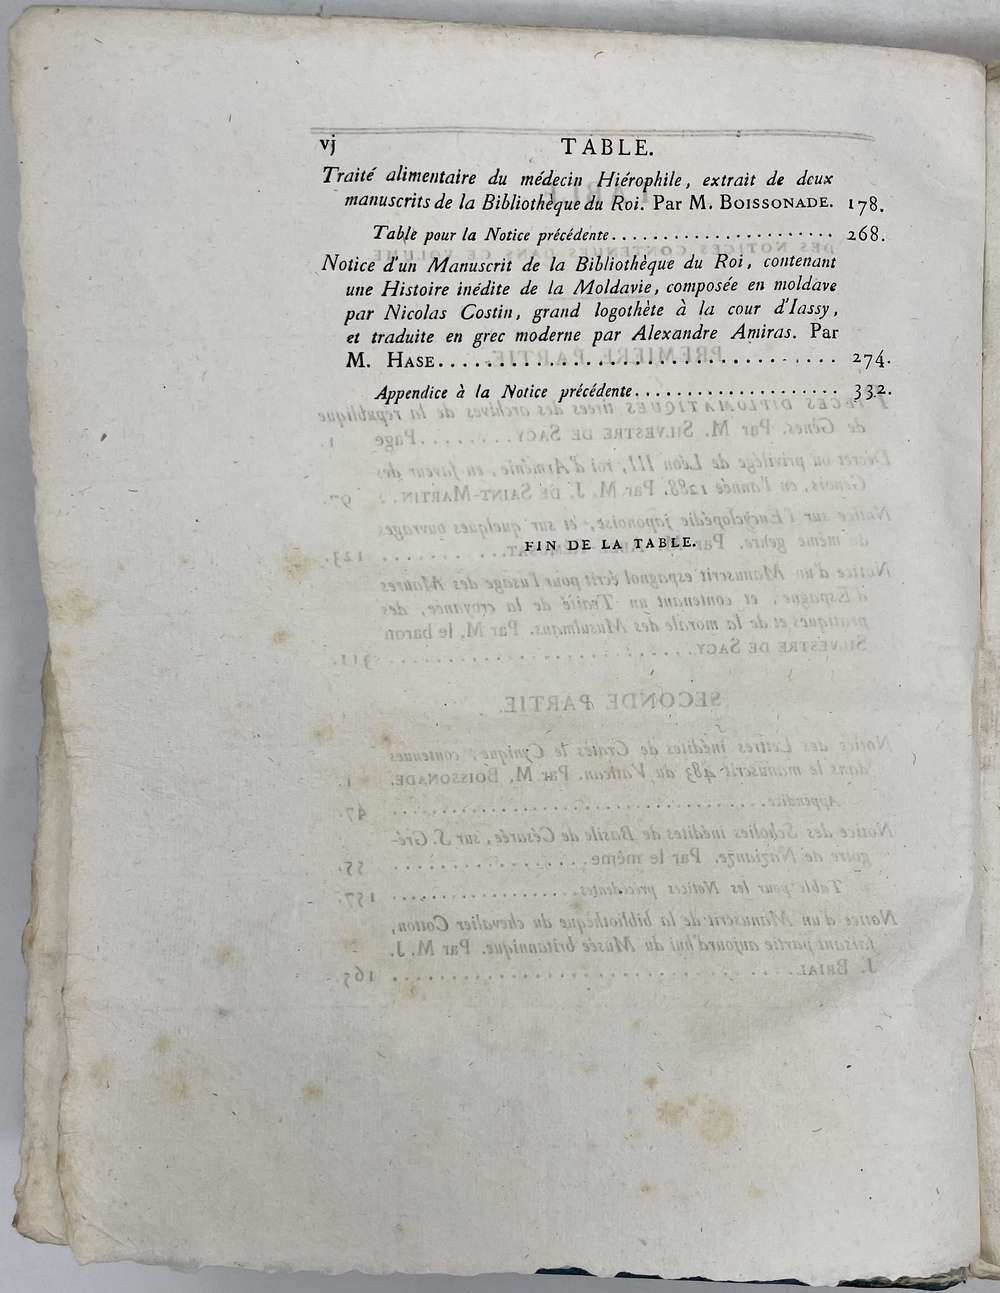 vj TABLE.
Traité alimentaire du médecin Hiérophile, extrait de deux
manuscrits de la Bibliothèque du Roi. Par M. BOISSONADE. 178.
Table pour la Notice précédente...................... 268.
Notice d'un Manuscrit de la Bibliothèque du Roi, contenant
une Histoire inédite de la Moldavie, composée en moldave
par Nicolas Costin, grand logothète à la cour d'Iassy,
et traduite en grec moderne par Alexandre Amiras. Par
M. HASE.................................... 274.
Appendice à la Notice précédente.................... 332.
FIN DE LA TABLE.